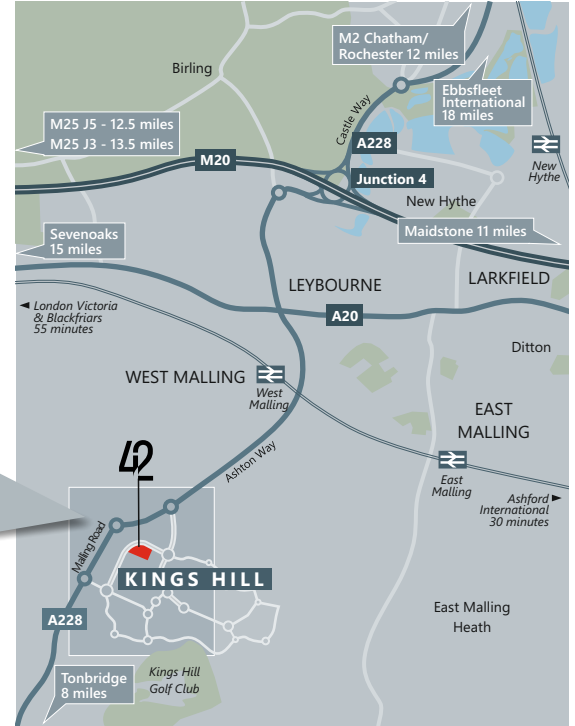 M2 Chatham/
Rochester 12 miles
Birling
Ebbsfleet
International
18 miles
Castle Way
M25 J5 - 12.5 miles
M25 J3 - 13.5 miles
A228
M20
New
Hythe
Junction 4
New Hythe
Sevenoaks
15 miles
Maidstone 11 miles
LEYBOURNE
LARKFIELD
London Victoria
& Blackfriars
55 minutes
A20
Ditton
WEST MALLING
West
Malling
EAST
MALLING
42
Ashton Way
East
Malling
Ashford
International
30 minutes
Malling Road
KINGS HILL
A228
East Malling
Heath
Tonbridge
8 miles
Kings Hill
Golf Club